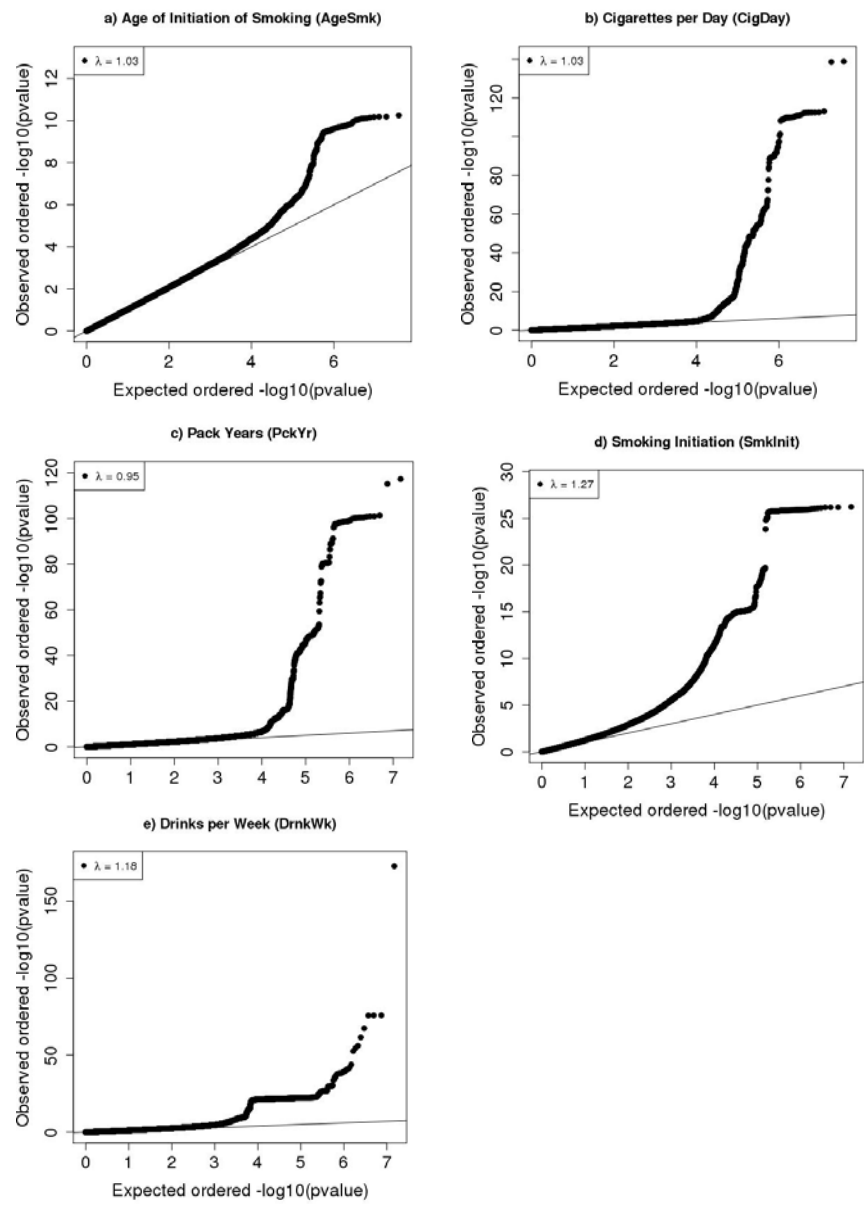 a) Age of Initiation of Smoking (AgeSmk)
λ = 1.03
Observed ordered -log10(pvalue)
0 2 4 6 8 10 12
0 2 4 6
Expected ordered -log10(pvalue)
b) Cigarettes per Day (CigDay)
λ = 1.03
Observed ordered -log10(pvalue)
0 20 40 60 80 120
0 2 4 6
Expected ordered -log10(pvalue)
c) Pack Years (PckYr)
λ = 0.95
Observed ordered -log10(pvalue)
0 20 40 60 80 100 120
0 1 2 3 4 5 6 7
Expected ordered -log10(pvalue)
d) Smoking Initiation (SmkInit)
λ = 1.27
Observed ordered -log10(pvalue)
0 5 10 15 20 25 30
0 1 2 3 4 5 6 7
Expected ordered -log10(pvalue)
e) Drinks per Week (DrnkWk)
λ = 1.18
Observed ordered -log10(pvalue)
0 50 100 150
0 1 2 3 4 5 6 7
Expected ordered -log10(pvalue)